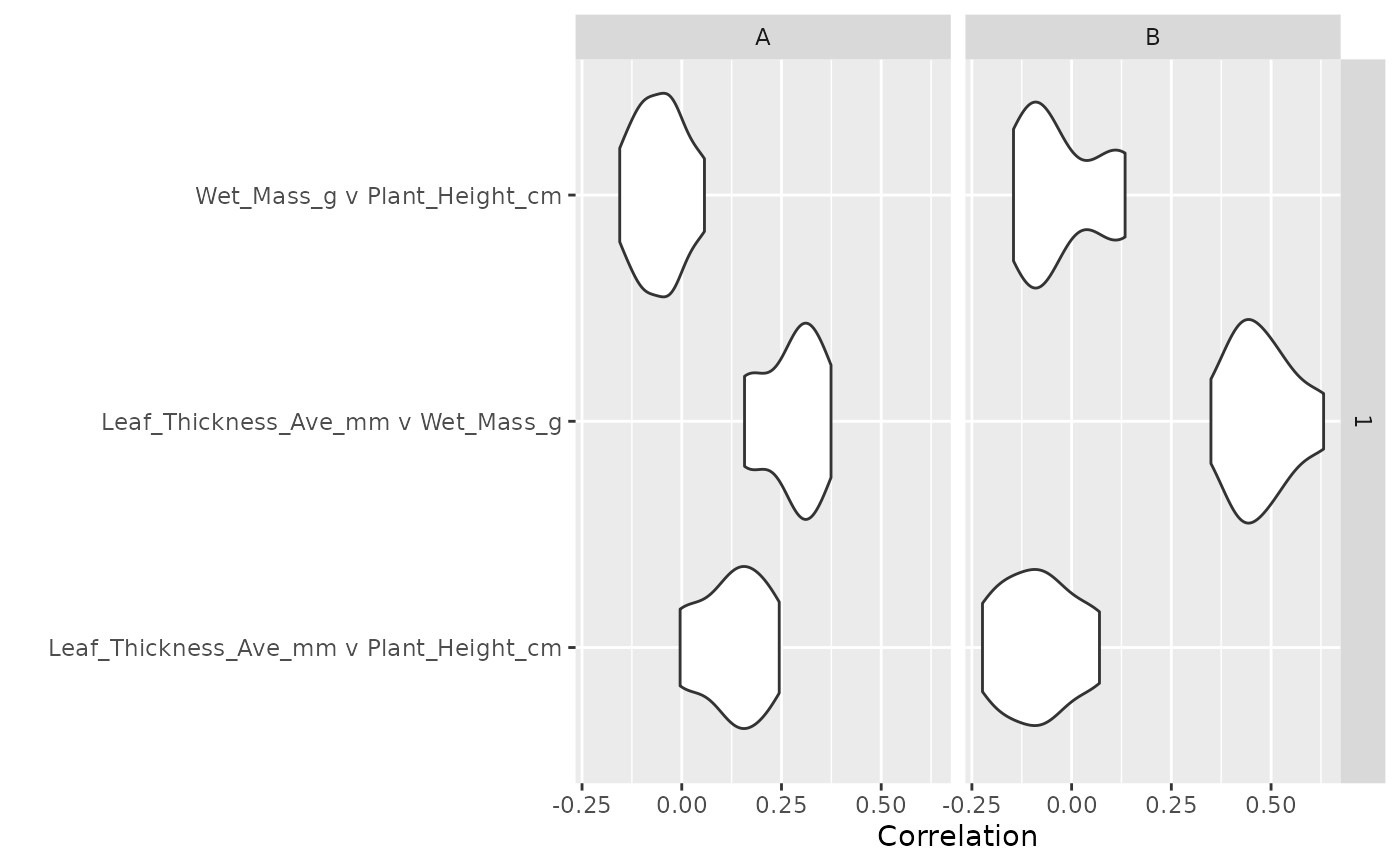 A B
Wet_Mass_g v Plant_Height_cm
Leaf_Thickness_Ave_mm v Wet_Mass_g
1
Leaf_Thickness_Ave_mm v Plant_Height_cm
-0.25 0.00 0.25 0.50 -0.25 0.00 0.25 0.50
Correlation